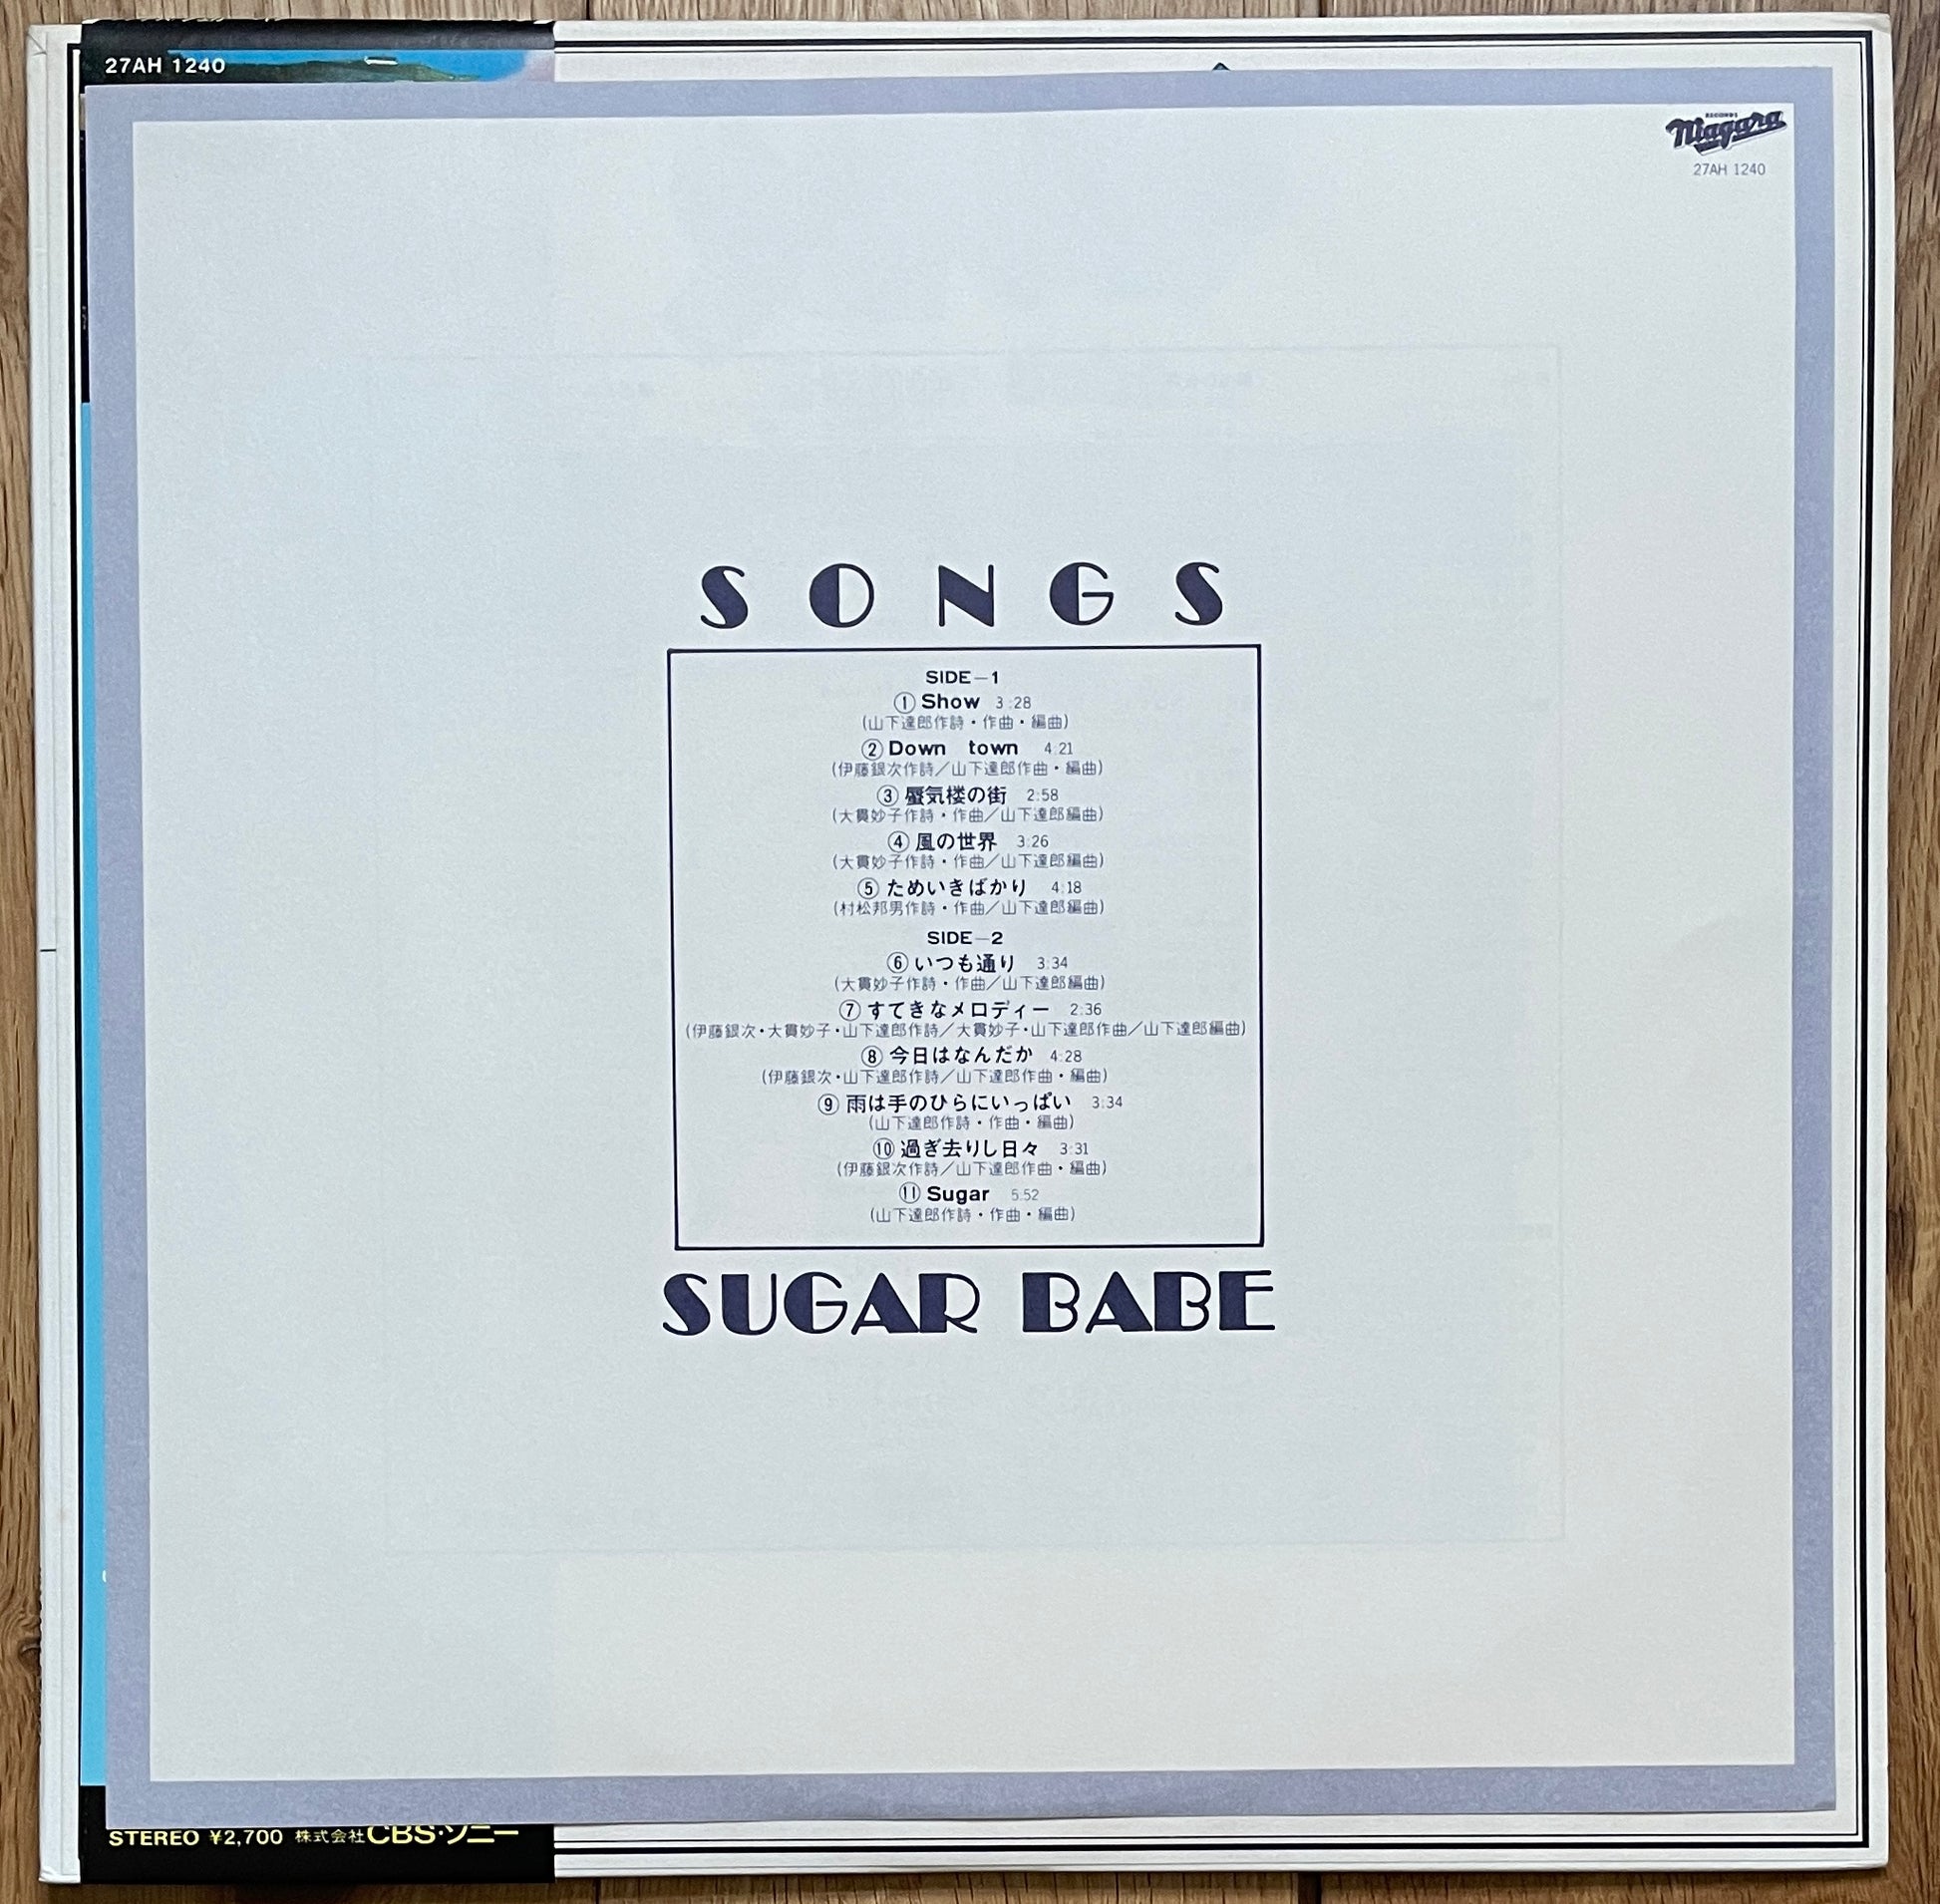 27AH 1240
RECORDS
Niagara
27AH 1240
SONGS
SIDE—1
① Show 3:28
(山下達郎作詩・作曲・編曲)
② Down town 4:21
(伊藤銀次作詩／山下達郎作曲・編曲)
③ 蜃気楼の街 2:58
(大貫妙子作詩・作曲／山下達郎編曲)
④ 風の世界 3:26
(大貫妙子作詩・作曲／山下達郎編曲)
⑤ ためいきばかり 4:18
(村松邦男作詩・作曲／山下達郎編曲)
SIDE—2
⑥ いつも通り 3:34
(大貫妙子作詩・作曲／山下達郎編曲)
⑦ すてきなメロディー 2:36
(伊藤銀次・大貫妙子・山下達郎作詩／大貫妙子・山下達郎作曲／山下達郎編曲)
⑧ 今日はなんだか 4:28
(伊藤銀次・山下達郎作詩／山下達郎作曲・編曲)
⑨ 雨は手のひらにいっぱい 3:34
(山下達郎作詩・作曲・編曲)
⑩ 過ぎ去りし日々 3:31
(伊藤銀次作詩／山下達郎作曲・編曲)
⑪ Sugar 5:52
(山下達郎作詩・作曲・編曲)
SUGAR BABE
STEREO ¥2,700 株式会社CBS・ソニー